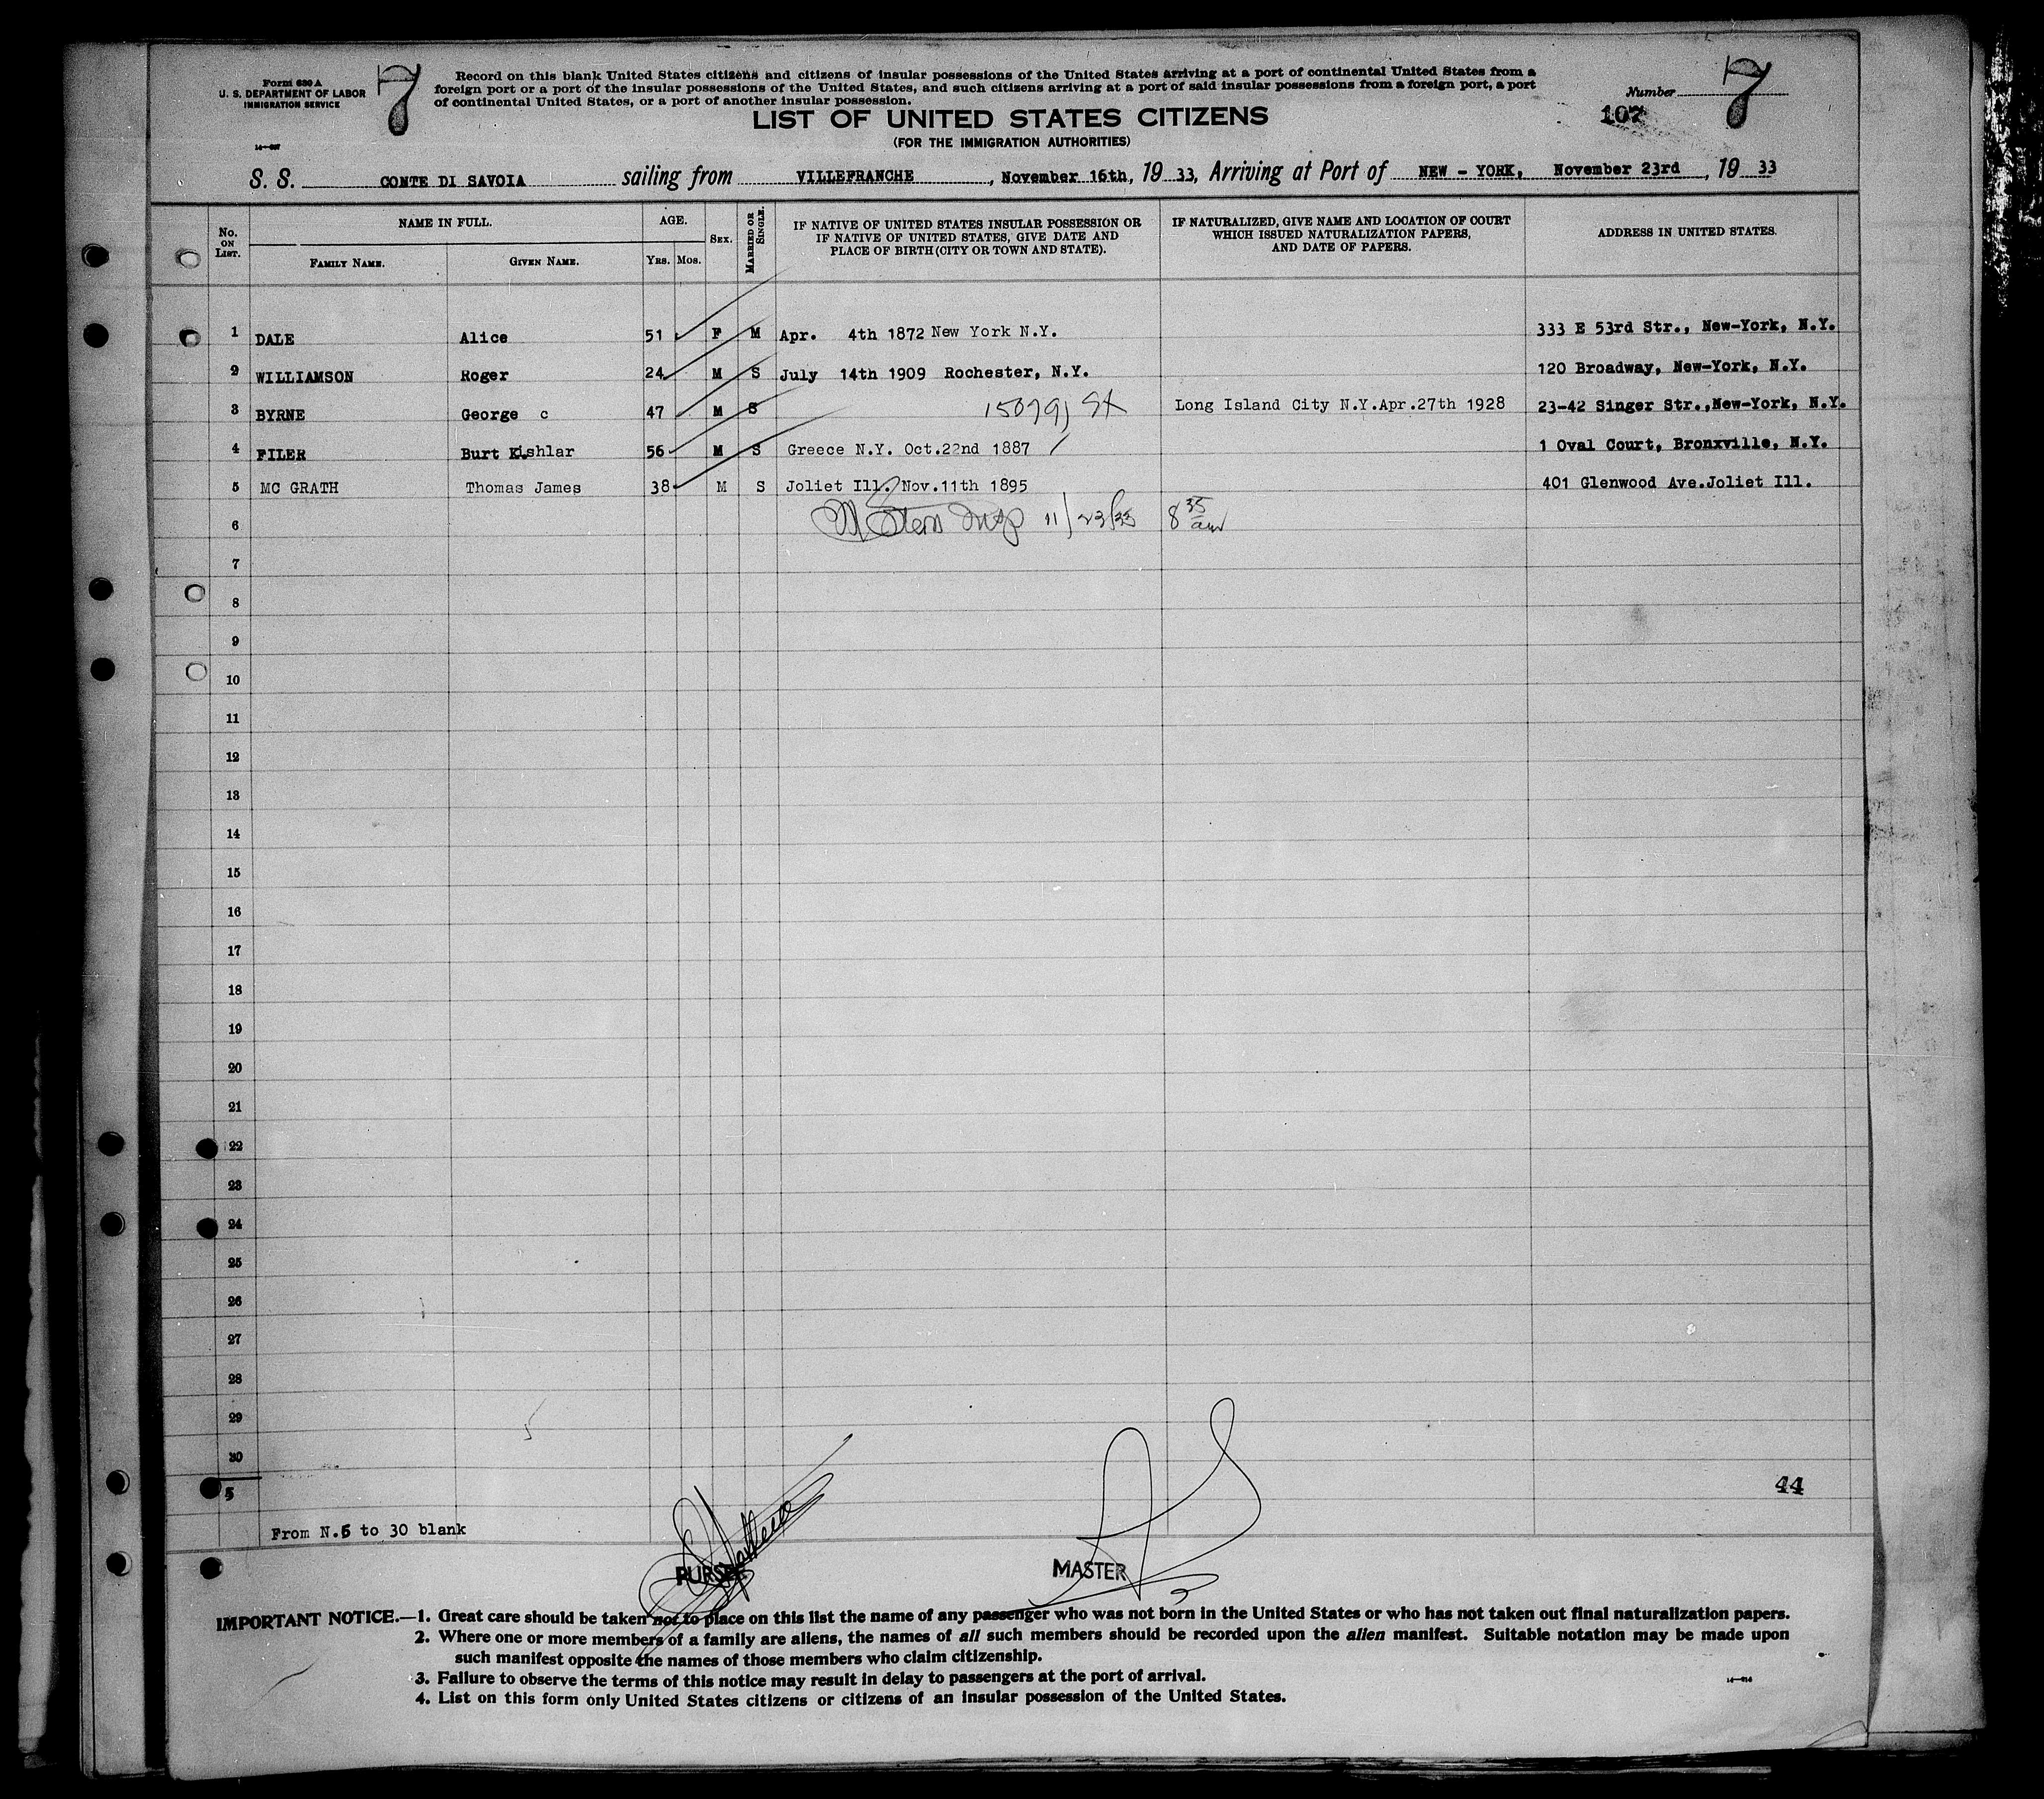 Form 630 A
U. S. DEPARTMENT OF LABOR
IMMIGRATION SERVICE
7
Record on this blank United States citizens and citizens of insular possessions of the United States arriving at a port of continental United States from a
foreign port or a port of the insular possessions of the United States, and such citizens arriving at a port of said insular possessions from a foreign port, a port
of continental United States, or a port of another insular possession.
Number 7
107
LIST OF UNITED STATES CITIZENS
(FOR THE IMMIGRATION AUTHORITIES)
S. S. CONTE DI SAVOIA sailing from VILLEFRANCHE, November 16th, 1933, Arriving at Port of NEW - YORK, November 23rd, 1933
No. ON LIST. NAME IN FULL. FAMILY NAME. GIVEN NAME. AGE. YRS. MOS. SEX. MARRIED OR SINGLE. IF NATIVE OF UNITED STATES INSULAR POSSESSION OR IF NATIVE OF UNITED STATES, GIVE DATE AND PLACE OF BIRTH (CITY OR TOWN AND STATE). IF NATURALIZED, GIVE NAME AND LOCATION OF COURT WHICH ISSUED NATURALIZATION PAPERS, AND DATE OF PAPERS. ADDRESS IN UNITED STATES.
1 DALE Alice 51 F M Apr. 4th 1872 New York N.Y. 333 E 53rd Str., New-York, N.Y.
2 WILLIAMSON Roger 24 M S July 14th 1909 Rochester, N.Y. 120 Broadway, New-York, N.Y.
3 BYRNE George c 47 M S Long Island City N.Y.Apr.27th 1928 23-42 Singer Str.,New-York, N.Y.
4 FILER Burt Kishlar 56 M S Greece N.Y. Oct.22nd 1887 1 Oval Court, Bronxville, N.Y.
5 MC GRATH Thomas James 38 M S Joliet Ill. Nov.11th 1895 401 Glenwood Ave.Joliet Ill.
6 M Stern Insp 11/23/33 8 35 am
7
8
9
10
11
12
13
14
15
16
17
18
19
20
21
22
23
24
25
26
27
28
29
30
5
5 44
From N.6 to 30 blank
PURSER MASTER
IMPORTANT NOTICE.—1. Great care should be taken not to place on this list the name of any passenger who was not born in the United States or who has not taken out final naturalization papers.
2. Where one or more members of a family are aliens, the names of all such members should be recorded upon the alien manifest. Suitable notation may be made upon
such manifest opposite the names of those members who claim citizenship.
3. Failure to observe the terms of this notice may result in delay to passengers at the port of arrival.
4. List on this form only United States citizens or citizens of an insular possession of the United States.